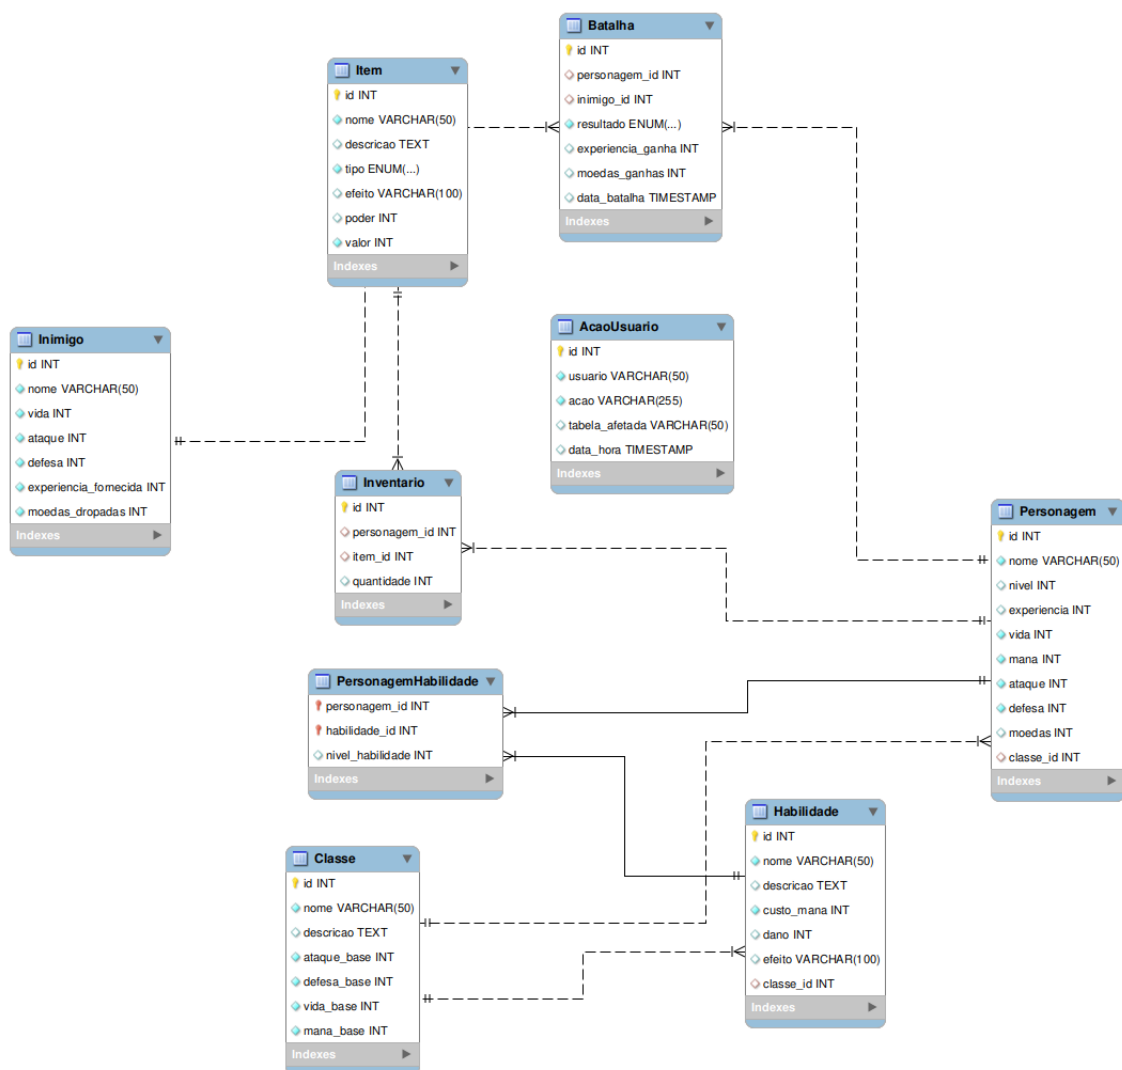 Batalha
id INT
personagem_id INT
inimigo_id INT
resultado ENUM(...)
experiencia_ganha INT
moedas_ganhas INT
data_batalha TIMESTAMP
Indexes
Item
id INT
nome VARCHAR(50)
descricao TEXT
tipo ENUM(...)
efeito VARCHAR(100)
poder INT
valor INT
Indexes
Inimigo
id INT
nome VARCHAR(50)
vida INT
ataque INT
defesa INT
experiencia_fornecida INT
moedas_dropadas INT
Indexes
AcaoUsuario
id INT
usuario VARCHAR(50)
acao VARCHAR(255)
tabela_afetada VARCHAR(50)
data_hora TIMESTAMP
Indexes
Inventario
id INT
personagem_id INT
item_id INT
quantidade INT
Indexes
Personagem
id INT
nome VARCHAR(50)
nivel INT
experiencia INT
vida INT
mana INT
ataque INT
defesa INT
moedas INT
classe_id INT
Indexes
PersonagemHabilidade
personagem_id INT
habilidade_id INT
nivel_habilidade INT
Indexes
Habilidade
id INT
nome VARCHAR(50)
descricao TEXT
custo_mana INT
dano INT
efeito VARCHAR(100)
classe_id INT
Indexes
Classe
id INT
nome VARCHAR(50)
descricao TEXT
ataque_base INT
defesa_base INT
vida_base INT
mana_base INT
Indexes